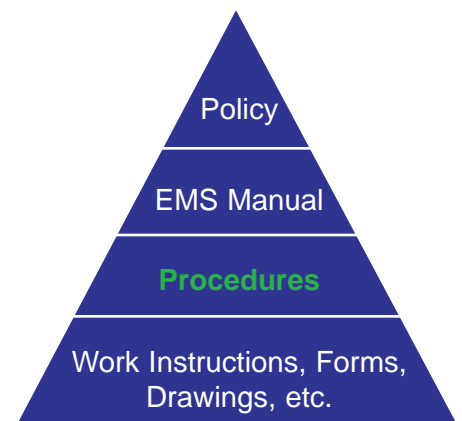 Policy
EMS Manual
Procedures
Work Instructions, Forms,
Drawings, etc.